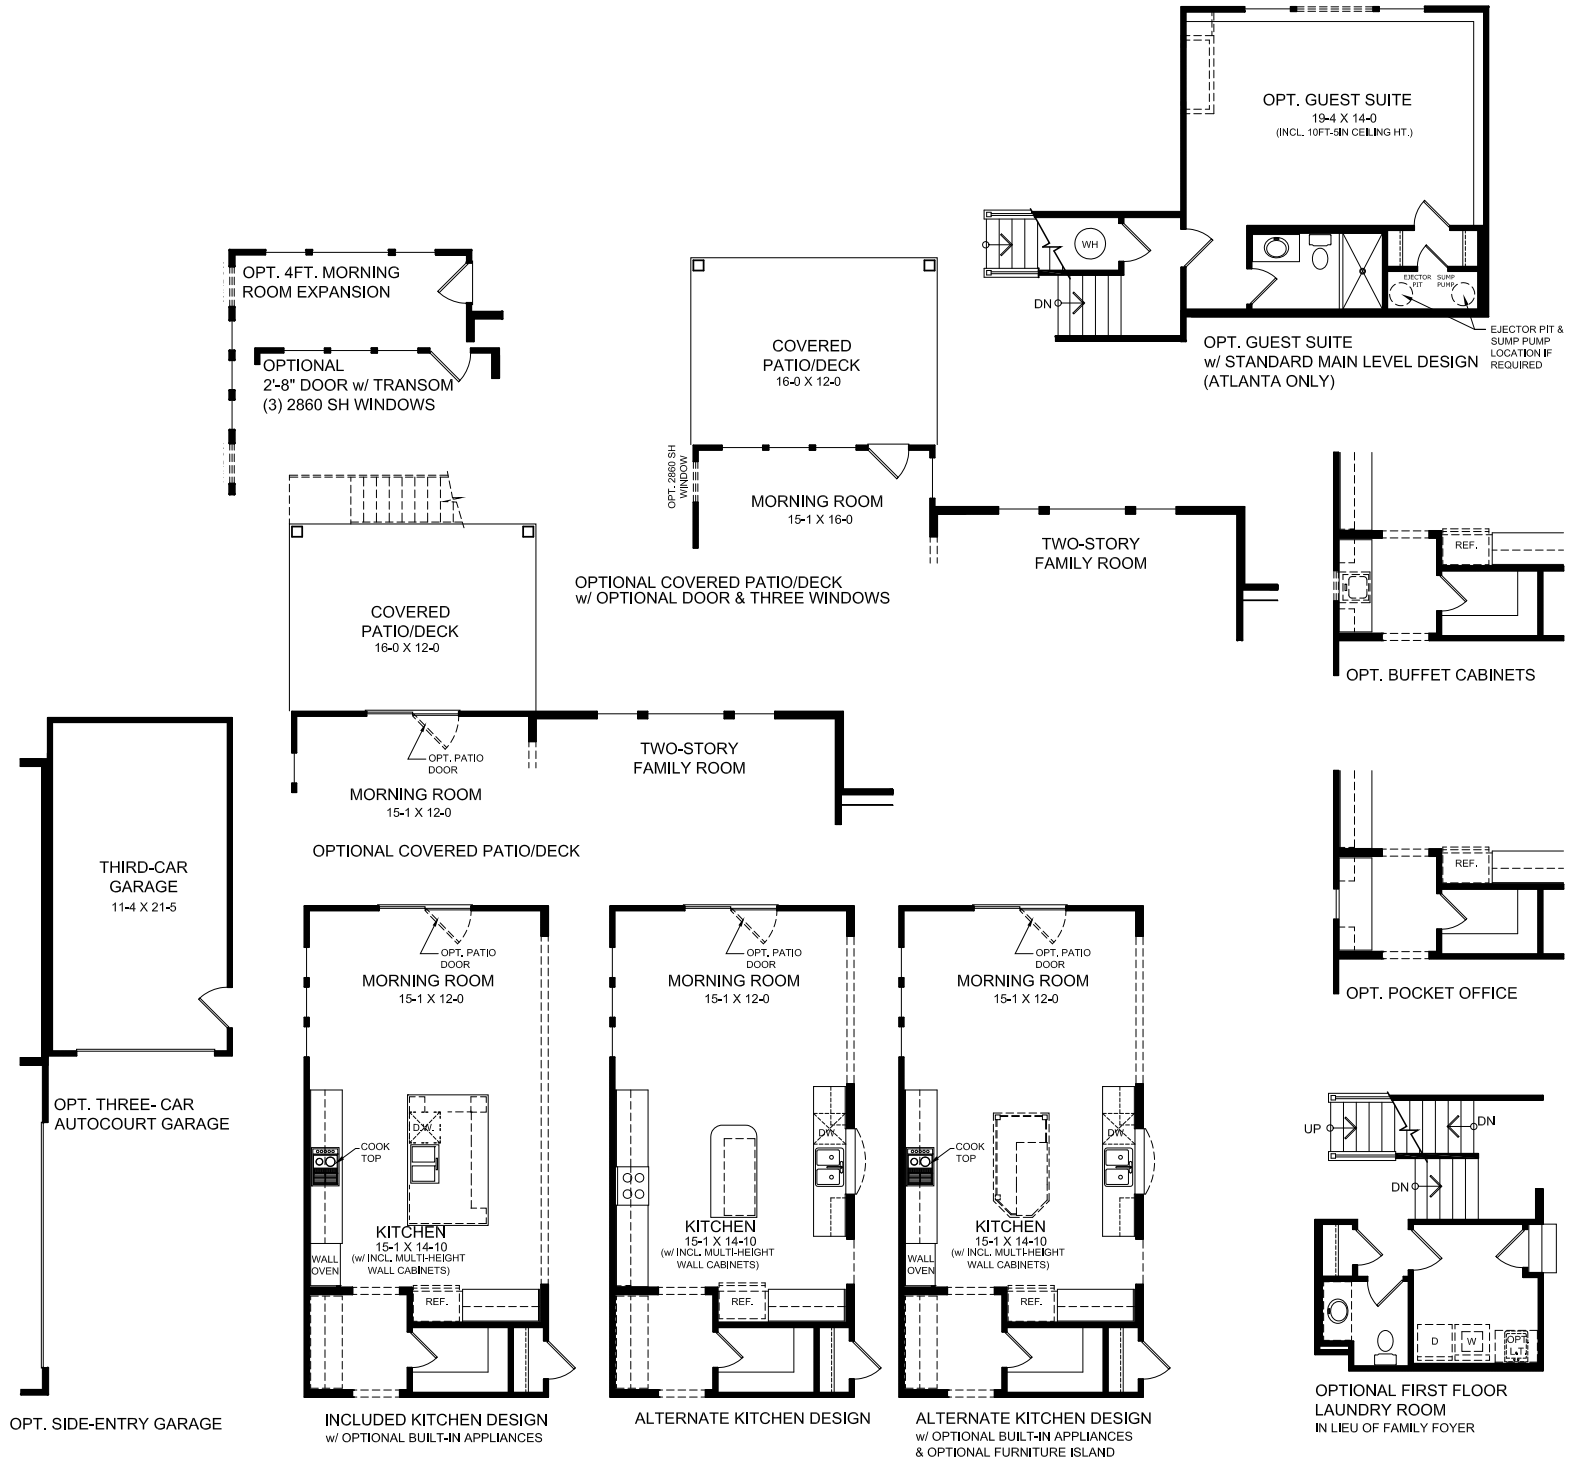 OPT. GUEST SUITE
19-4 X 14-0
(INCL. 10FT-5IN CEILING HT.)
WH
DN
EJECTOR PIT
SUMP PUMP
EJECTOR PIT &
SUMP PUMP
LOCATION IF
REQUIRED
OPT. GUEST SUITE
w/ STANDARD MAIN LEVEL DESIGN
(ATLANTA ONLY)
OPT. 4FT. MORNING
ROOM EXPANSION
OPTIONAL
2'-8" DOOR w/ TRANSOM
(3) 2860 SH WINDOWS
COVERED
PATIO/DECK
16-0 X 12-0
OPT. 2860 SH
WINDOW
MORNING ROOM
15-1 X 16-0
TWO-STORY
FAMILY ROOM
OPTIONAL COVERED PATIO/DECK
w/ OPTIONAL DOOR & THREE WINDOWS
REF.
OPT. BUFFET CABINETS
COVERED
PATIO/DECK
16-0 X 12-0
OPT. PATIO
DOOR
TWO-STORY
FAMILY ROOM
MORNING ROOM
15-1 X 12-0
OPTIONAL COVERED PATIO/DECK
REF.
OPT. POCKET OFFICE
THIRD-CAR
GARAGE
11-4 X 21-5
OPT. THREE- CAR
AUTOCOURT GARAGE
OPT. SIDE-ENTRY GARAGE
OPT. PATIO
DOOR
MORNING ROOM
15-1 X 12-0
D.W.
COOK
TOP
KITCHEN
15-1 X 14-10
(w/ INCL. MULTI-HEIGHT
WALL CABINETS)
WALL
OVEN
REF.
INCLUDED KITCHEN DESIGN
w/ OPTIONAL BUILT-IN APPLIANCES
OPT. PATIO
DOOR
MORNING ROOM
15-1 X 12-0
DW
KITCHEN
15-1 X 14-10
(w/ INCL. MULTI-HEIGHT
WALL CABINETS)
REF.
ALTERNATE KITCHEN DESIGN
OPT. PATIO
DOOR
MORNING ROOM
15-1 X 12-0
DW
COOK
TOP
KITCHEN
15-1 X 14-10
(w/ INCL. MULTI-HEIGHT
WALL CABINETS)
WALL
OVEN
REF.
ALTERNATE KITCHEN DESIGN
w/ OPTIONAL BUILT-IN APPLIANCES
& OPTIONAL FURNITURE ISLAND
UP
DN
DN
D
W
OPT
L.T.
OPTIONAL FIRST FLOOR
LAUNDRY ROOM
IN LIEU OF FAMILY FOYER